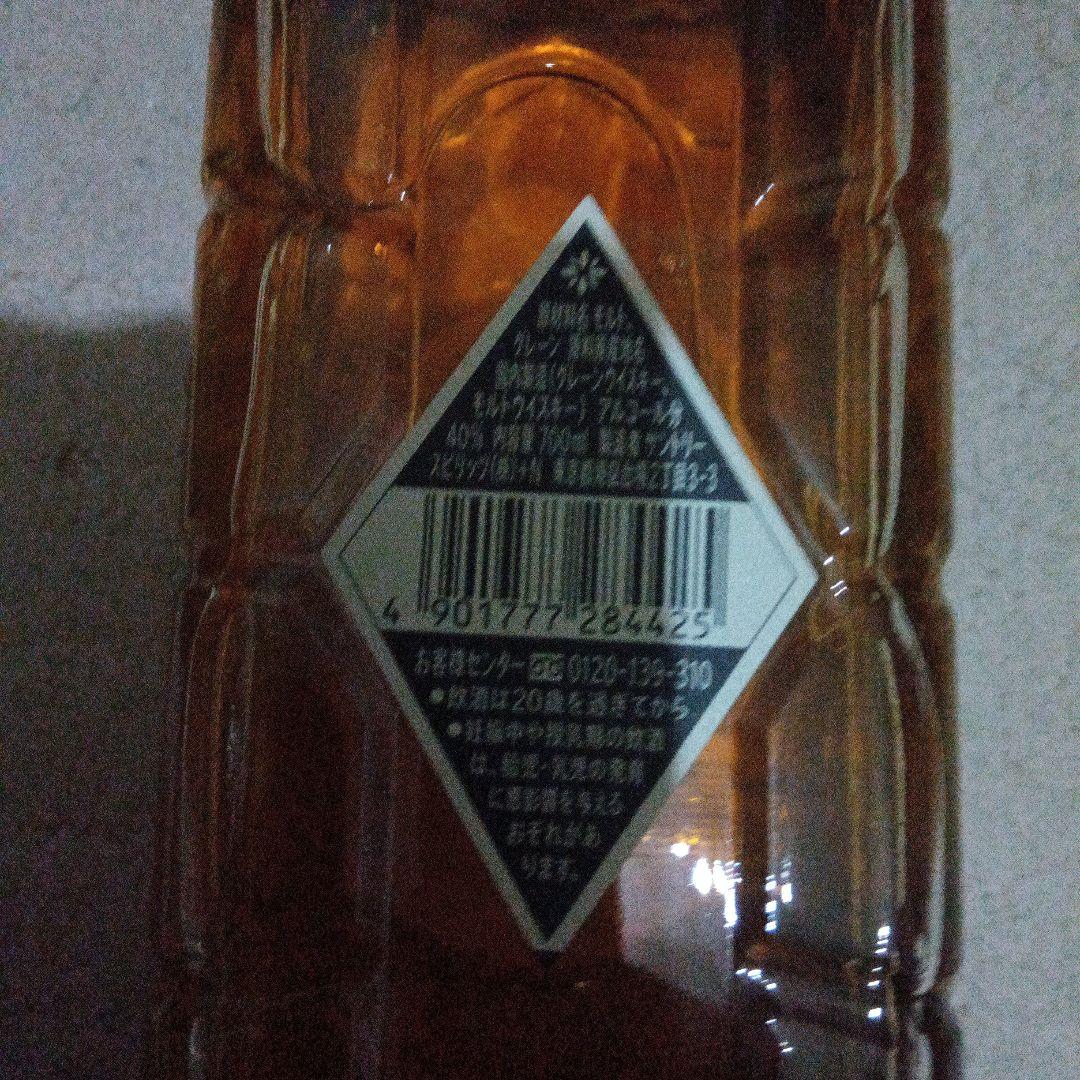 原材料名 モルト、
グレーン 原料原産地名
国内製造(グレーンウイスキー、
モルトウイスキー) アルコール分
40% 内容量 700ml 製造者 サントリー
スピリッツ(株) 東京都港区台場2丁目3-3
4 901777 284425
お客様センター 0120-139-310
●飲酒は20歳を過ぎてから
●妊娠中や授乳期の飲酒
は、胎児・乳児の発育
に悪影響を与える
おそれがあ
ります。